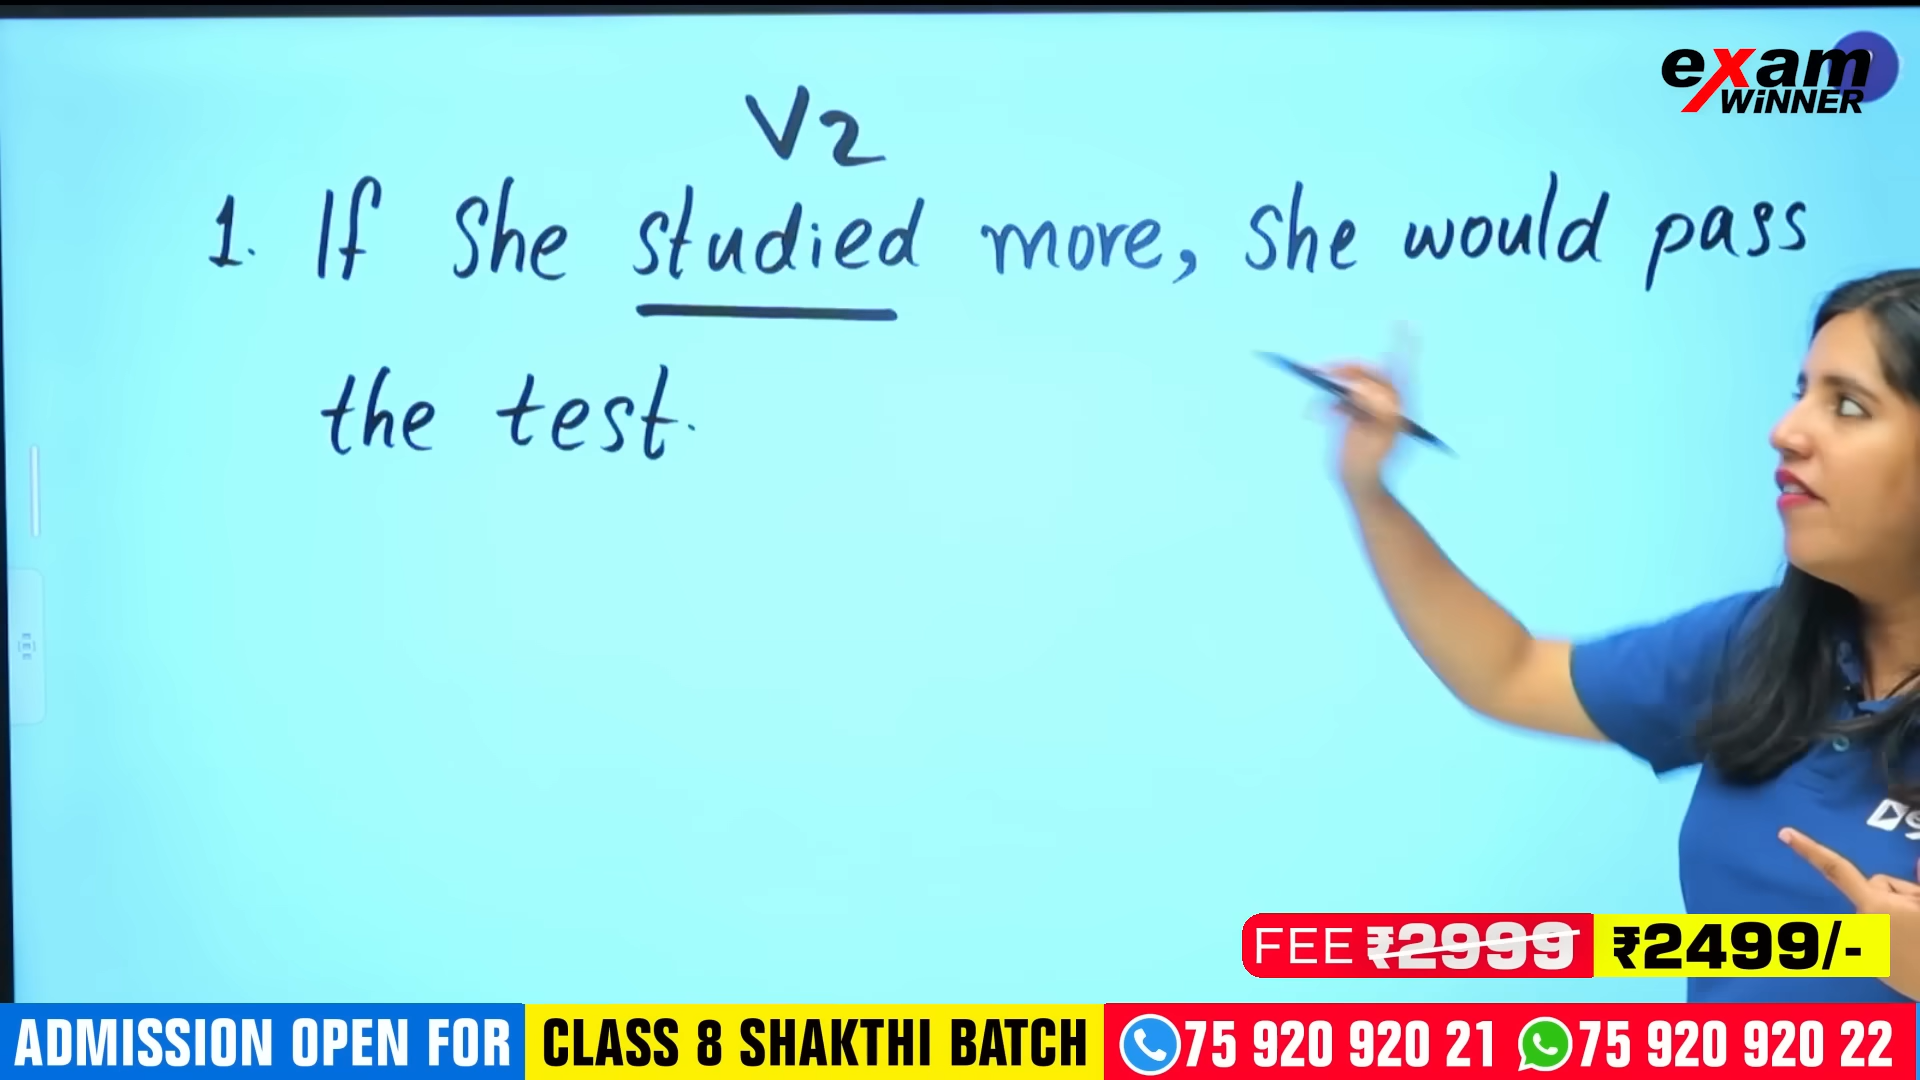 exam
WiNNER
V2
1. If She studied more, She would pass
the test.
FEE ₹2999 ₹2499/-
ADMISSION OPEN FOR CLASS 8 SHAKTHI BATCH 75 920 920 21 75 920 920 22